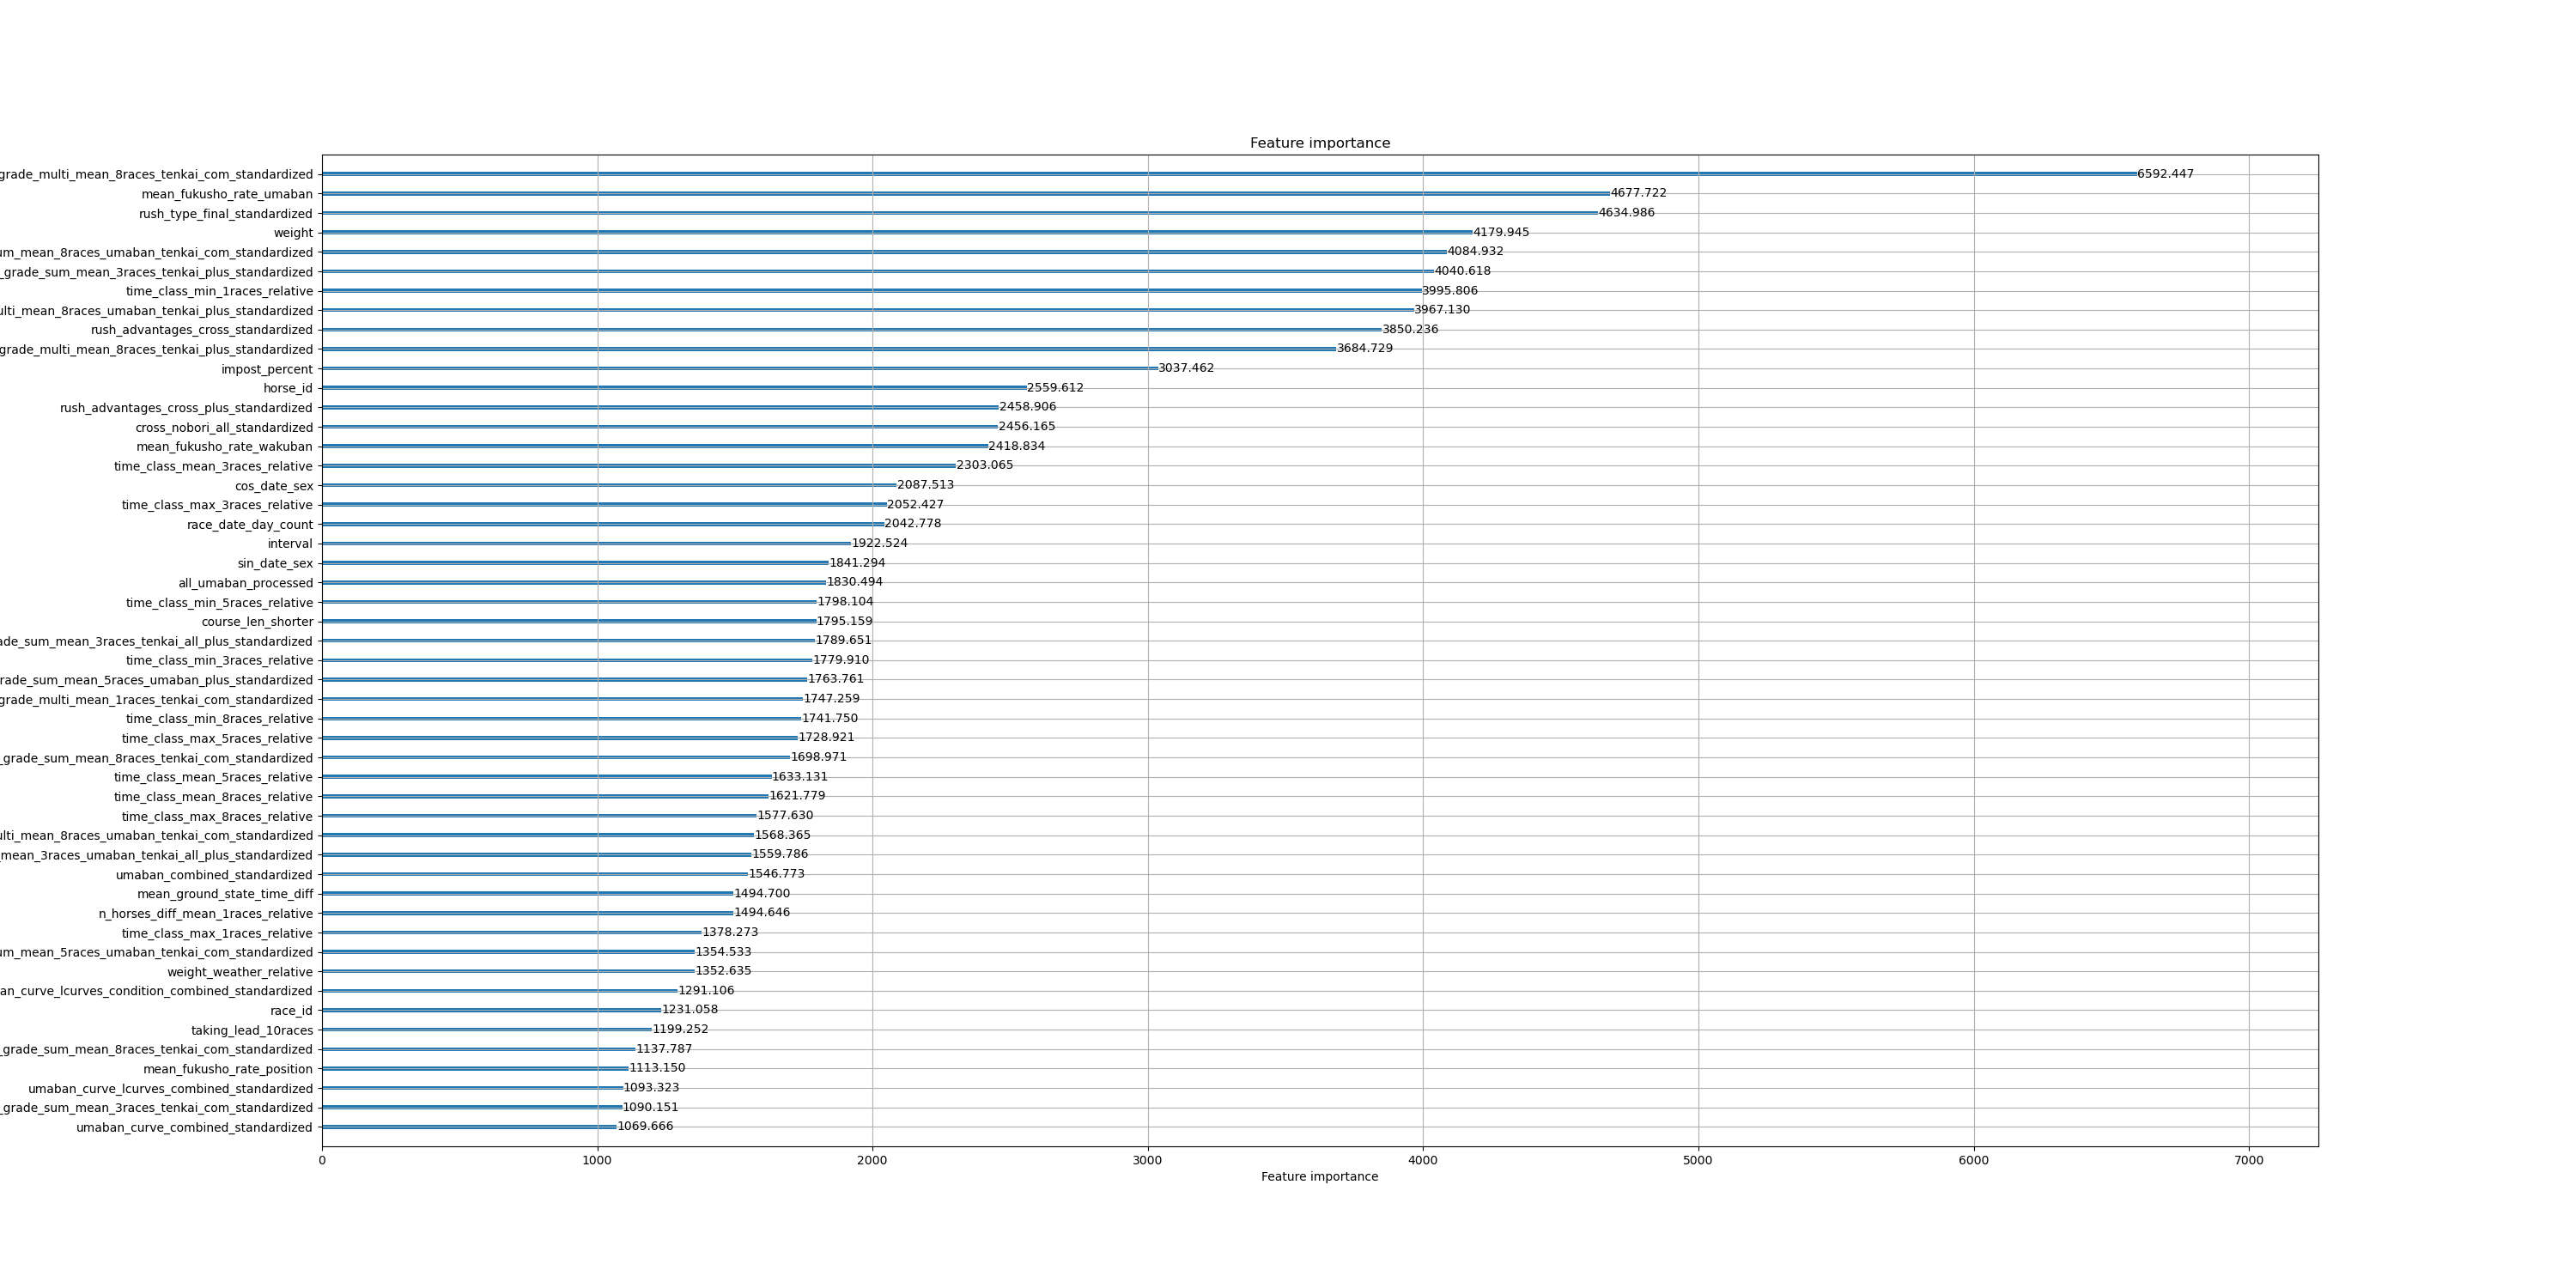 Feature importance
grade_multi_mean_8races_tenkai_com_standardized 6592.447
mean_fukusho_rate_umaban 4677.722
rush_type_final_standardized 4634.986
weight 4179.945
um_mean_8races_umaban_tenkai_com_standardized 4084.932
_grade_sum_mean_3races_tenkai_plus_standardized 4040.618
time_class_min_1races_relative 3995.806
ulti_mean_8races_umaban_tenkai_plus_standardized 3967.130
rush_advantages_cross_standardized 3850.236
grade_multi_mean_8races_tenkai_plus_standardized 3684.729
impost_percent 3037.462
horse_id 2559.612
rush_advantages_cross_plus_standardized 2458.906
cross_nobori_all_standardized 2456.165
mean_fukusho_rate_wakuban 2418.834
time_class_mean_3races_relative 2303.065
cos_date_sex 2087.513
time_class_max_3races_relative 2052.427
race_date_day_count 2042.778
interval 1922.524
sin_date_sex 1841.294
all_umaban_processed 1830.494
time_class_min_5races_relative 1798.104
course_len_shorter 1795.159
ade_sum_mean_3races_tenkai_all_plus_standardized 1789.651
time_class_min_3races_relative 1779.910
rade_sum_mean_5races_umaban_plus_standardized 1763.761
grade_multi_mean_1races_tenkai_com_standardized 1747.259
time_class_min_8races_relative 1741.750
time_class_max_5races_relative 1728.921
_grade_sum_mean_8races_tenkai_com_standardized 1698.971
time_class_mean_5races_relative 1633.131
time_class_mean_8races_relative 1621.779
time_class_max_8races_relative 1577.630
ulti_mean_8races_umaban_tenkai_com_standardized 1568.365
_mean_3races_umaban_tenkai_all_plus_standardized 1559.786
umaban_combined_standardized 1546.773
mean_ground_state_time_diff 1494.700
n_horses_diff_mean_1races_relative 1494.646
time_class_max_1races_relative 1378.273
um_mean_5races_umaban_tenkai_com_standardized 1354.533
weight_weather_relative 1352.635
an_curve_lcurves_condition_combined_standardized 1291.106
race_id 1231.058
taking_lead_10races 1199.252
_grade_sum_mean_8races_tenkai_com_standardized 1137.787
mean_fukusho_rate_position 1113.150
umaban_curve_lcurves_combined_standardized 1093.323
_grade_sum_mean_3races_tenkai_com_standardized 1090.151
umaban_curve_combined_standardized 1069.666
0 1000 2000 3000 4000 5000 6000 7000
Feature importance